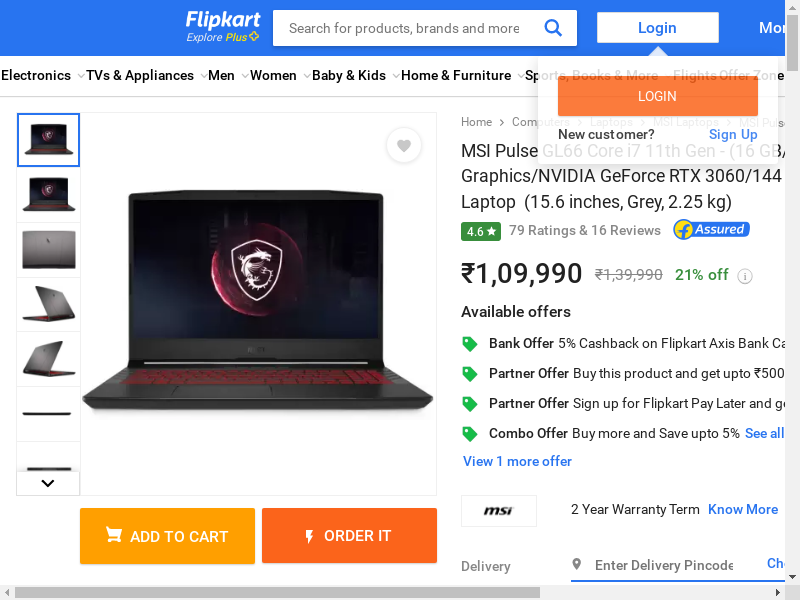 Flipkart
Explore Plus
Search for products, brands and more
Login
Mor
Electronics
TVs & Appliances
Men
Women
Baby & Kids
Home & Furniture
Sports, Books & More
Flights
Offer Zone
LOGIN
New customer?
Sign Up
Home
Computers
Laptops
MSI Laptops
MSI Puls
MSI Pulse GL66 Core i7 11th Gen - (16 GB/
Graphics/NVIDIA GeForce RTX 3060/144
Laptop (15.6 inches, Grey, 2.25 kg)
4.6
79 Ratings & 16 Reviews
Assured
₹1,09,990
₹1,39,990
21% off
Available offers
Bank Offer 5% Cashback on Flipkart Axis Bank Ca
Partner Offer Buy this product and get upto ₹500
Partner Offer Sign up for Flipkart Pay Later and ge
Combo Offer Buy more and Save upto 5% See all
View 1 more offer
msi
2 Year Warranty Term Know More
ADD TO CART
ORDER IT
Delivery
Enter Delivery Pincode
Che